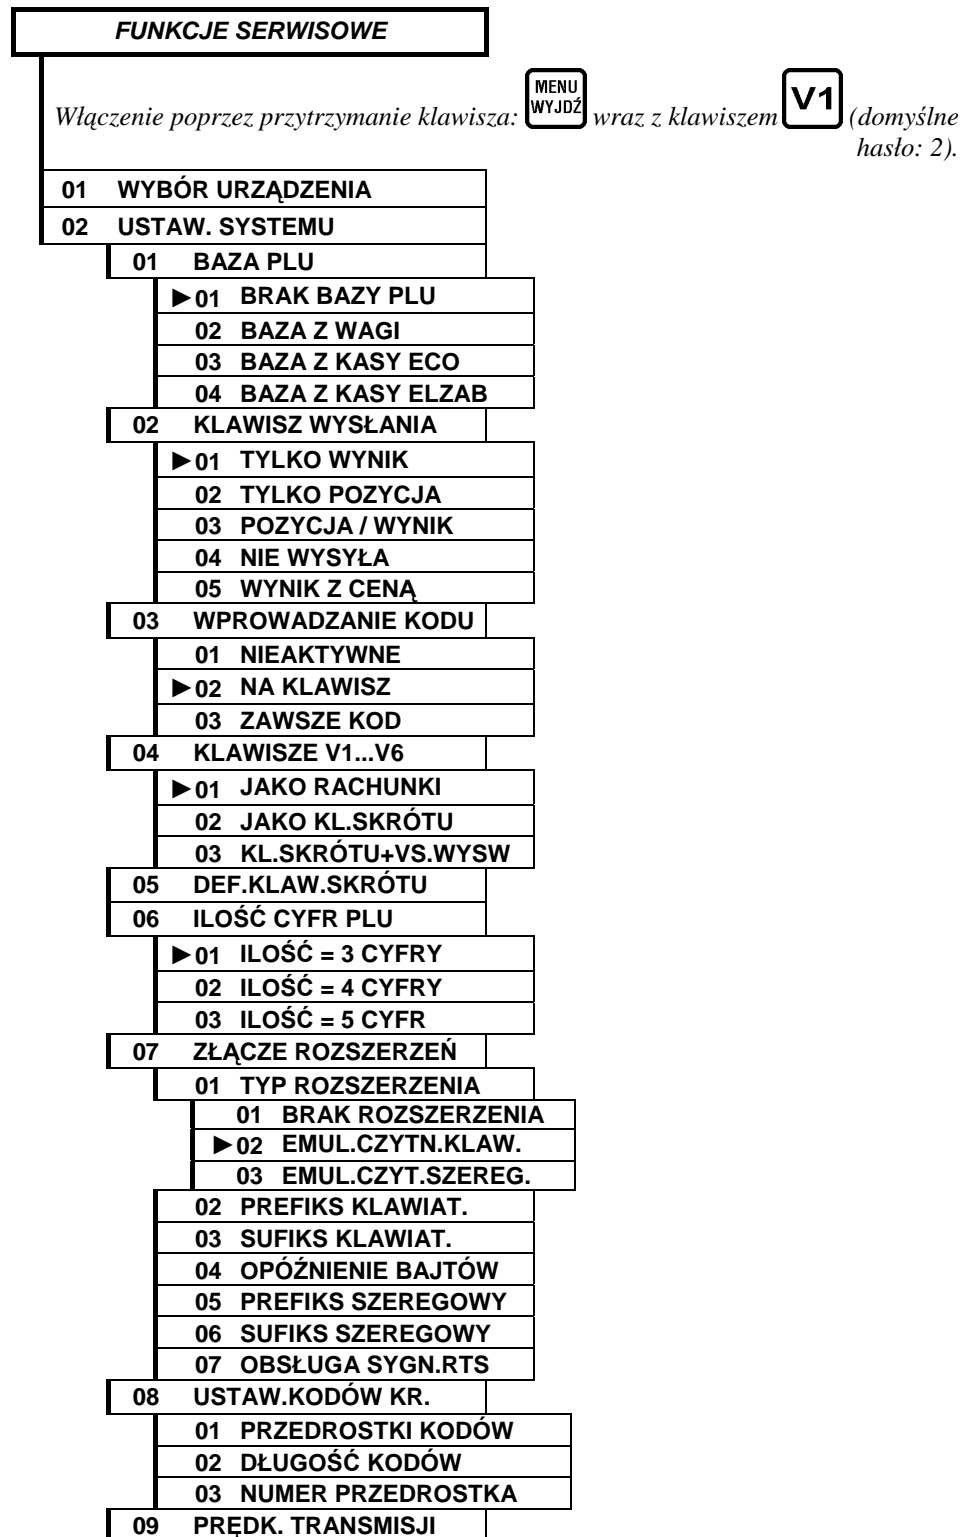 FUNKCJE SERWISOWE
Włączenie poprzez przytrzymanie klawisza: MENU WYJDŹ wraz z klawiszem V1 (domyślne
hasło: 2).
01 WYBÓR URZĄDZENIA
02 USTAW. SYSTEMU
01 BAZA PLU
►01 BRAK BAZY PLU
02 BAZA Z WAGI
03 BAZA Z KASY ECO
04 BAZA Z KASY ELZAB
02 KLAWISZ WYSŁANIA
►01 TYLKO WYNIK
02 TYLKO POZYCJA
03 POZYCJA / WYNIK
04 NIE WYSYŁA
05 WYNIK Z CENĄ
03 WPROWADZANIE KODU
01 NIEAKTYWNE
►02 NA KLAWISZ
03 ZAWSZE KOD
04 KLAWISZE V1...V6
►01 JAKO RACHUNKI
02 JAKO KL.SKRÓTU
03 KL.SKRÓTU+VS.WYSW
05 DEF.KLAW.SKRÓTU
06 ILOŚĆ CYFR PLU
►01 ILOŚĆ = 3 CYFRY
02 ILOŚĆ = 4 CYFRY
03 ILOŚĆ = 5 CYFR
07 ZŁĄCZE ROZSZERZEŃ
01 TYP ROZSZERZENIA
01 BRAK ROZSZERZENIA
►02 EMUL.CZYTN.KLAW.
03 EMUL.CZYT.SZEREG.
02 PREFIKS KLAWIAT.
03 SUFIKS KLAWIAT.
04 OPÓŹNIENIE BAJTÓW
05 PREFIKS SZEREGOWY
06 SUFIKS SZEREGOWY
07 OBSŁUGA SYGN.RTS
08 USTAW.KODÓW KR.
01 PRZEDROSTKI KODÓW
02 DŁUGOŚĆ KODÓW
03 NUMER PRZEDROSTKA
09 PRĘDK. TRANSMISJI